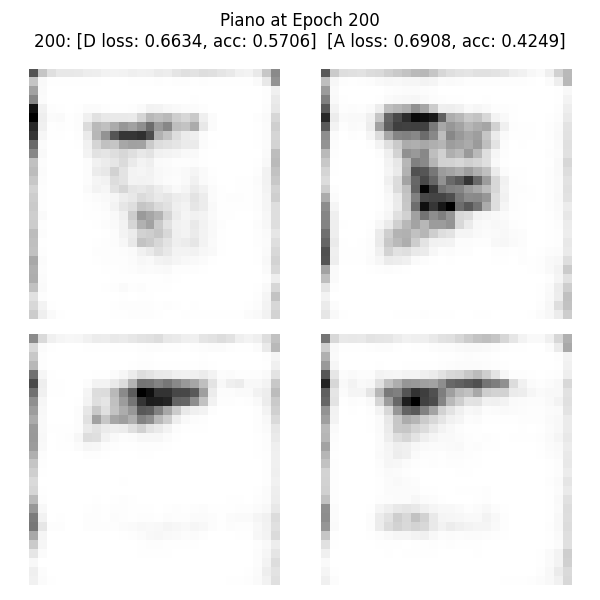 Piano at Epoch 200
200: [D loss: 0.6634, acc: 0.5706]  [A loss: 0.6908, acc: 0.4249]